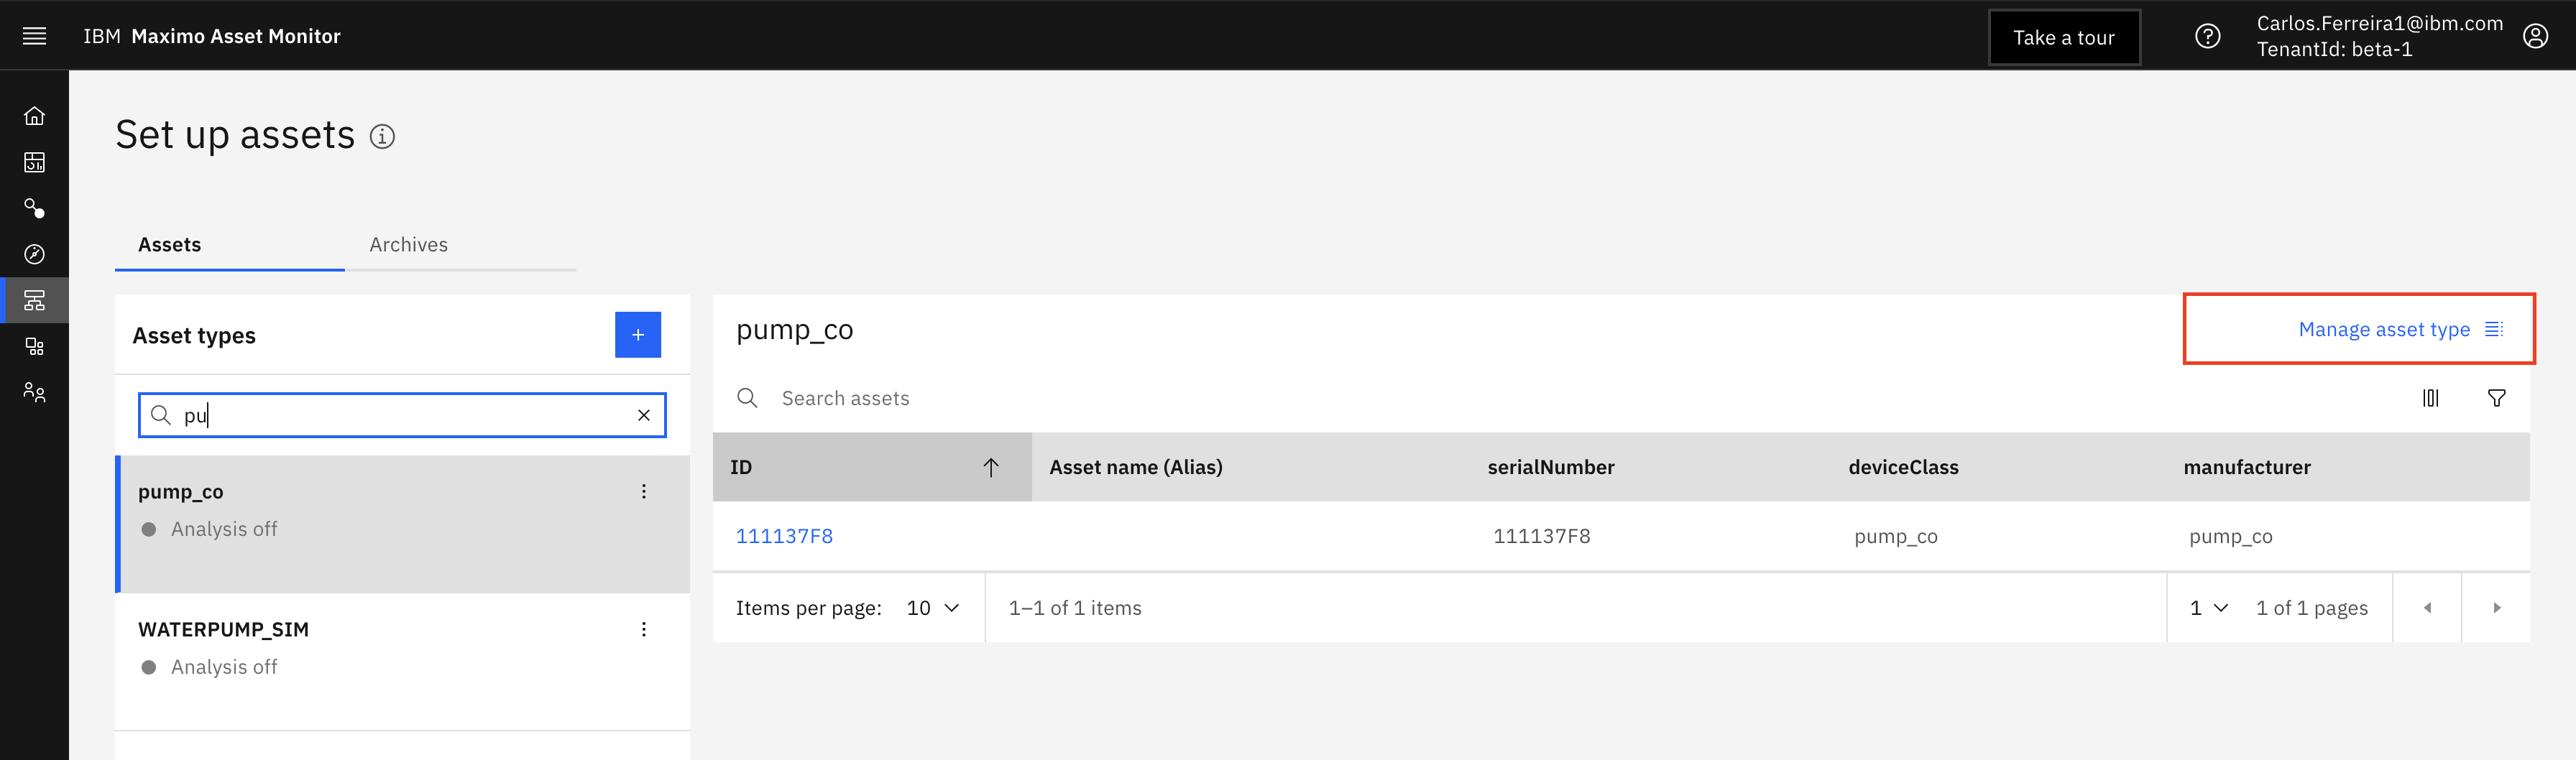 IBM Maximo Asset Monitor
Take a tour
Carlos.Ferreira1@ibm.com
TenantId: beta-1
Set up assets
Assets
Archives
Asset types
pu
pump_co
Analysis off
WATERPUMP_SIM
Analysis off
pump_co
Manage asset type
Search assets
ID
Asset name (Alias)
serialNumber
deviceClass
manufacturer
111137F8
111137F8
pump_co
pump_co
Items per page: 10
1–1 of 1 items
1
1 of 1 pages